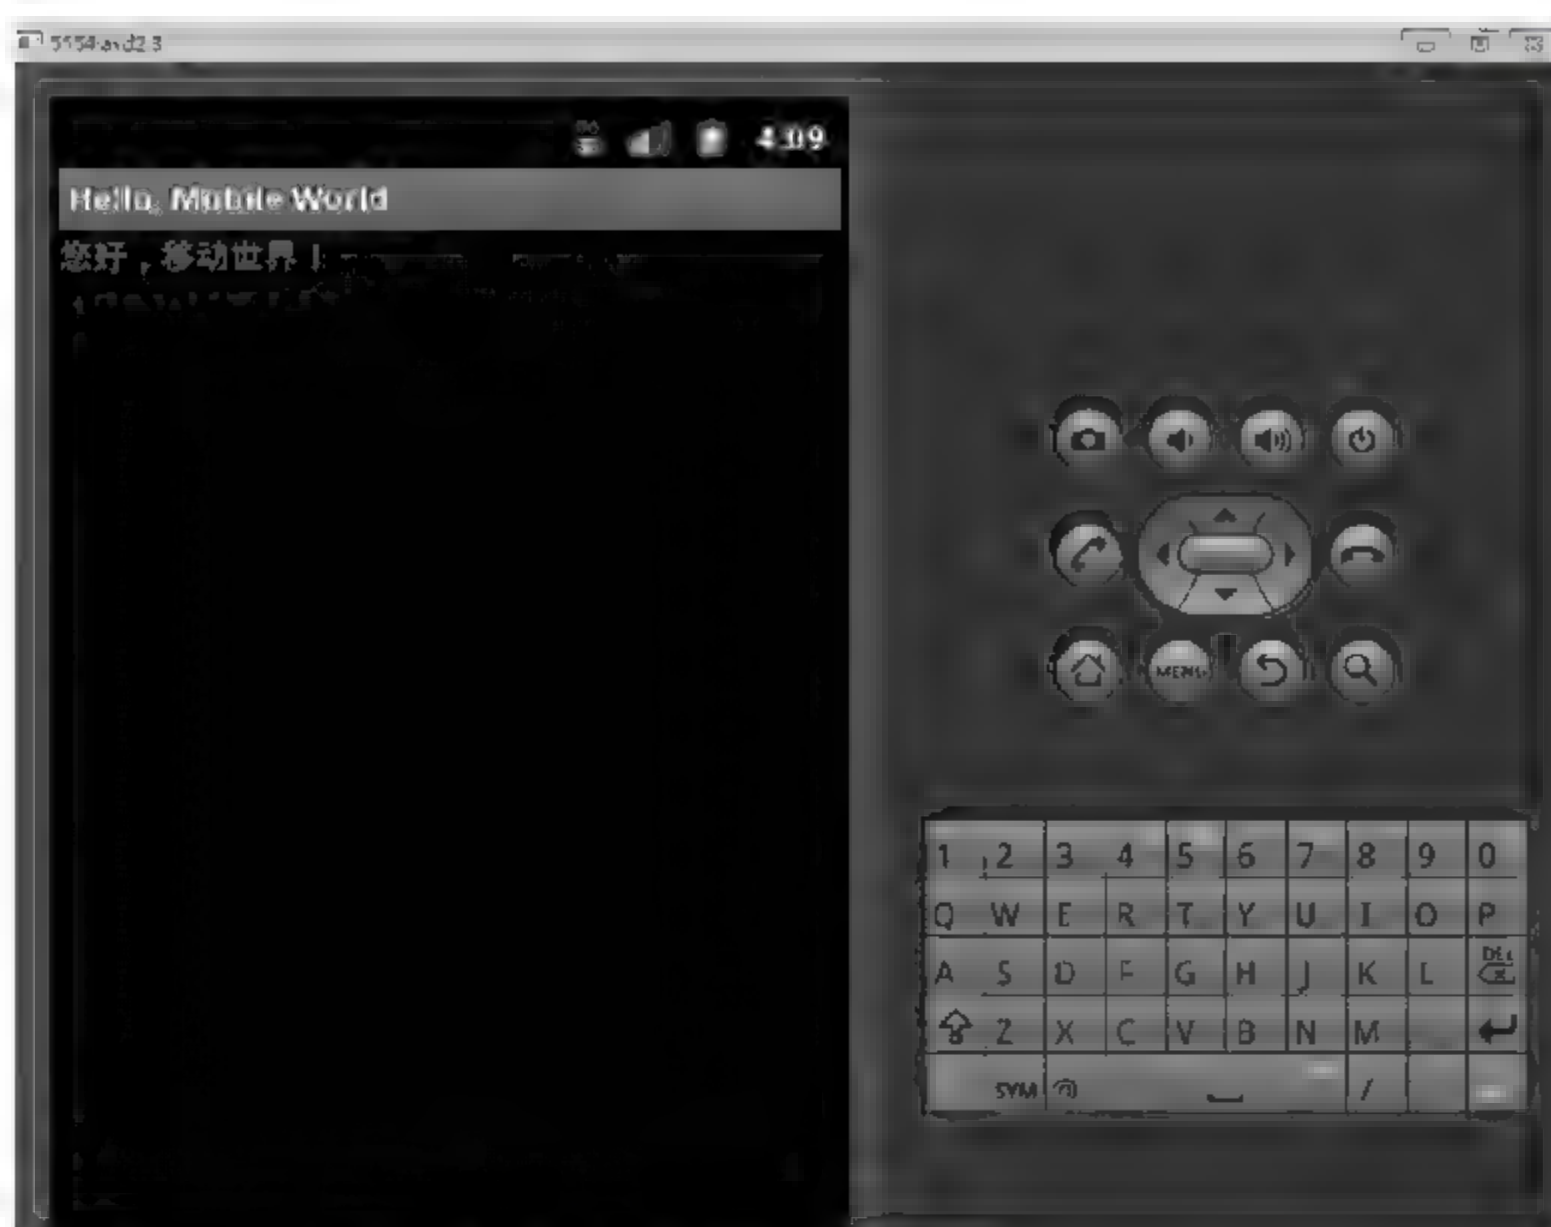 5554:avd2.3
4:09
Hello, Mobile World
您好，移动世界！
MENU
1 2 3 4 5 6 7 8 9 0
Q W E R T Y U I O P
A S D F G H J K L DEL
Z X C V B N M
SYM @ /